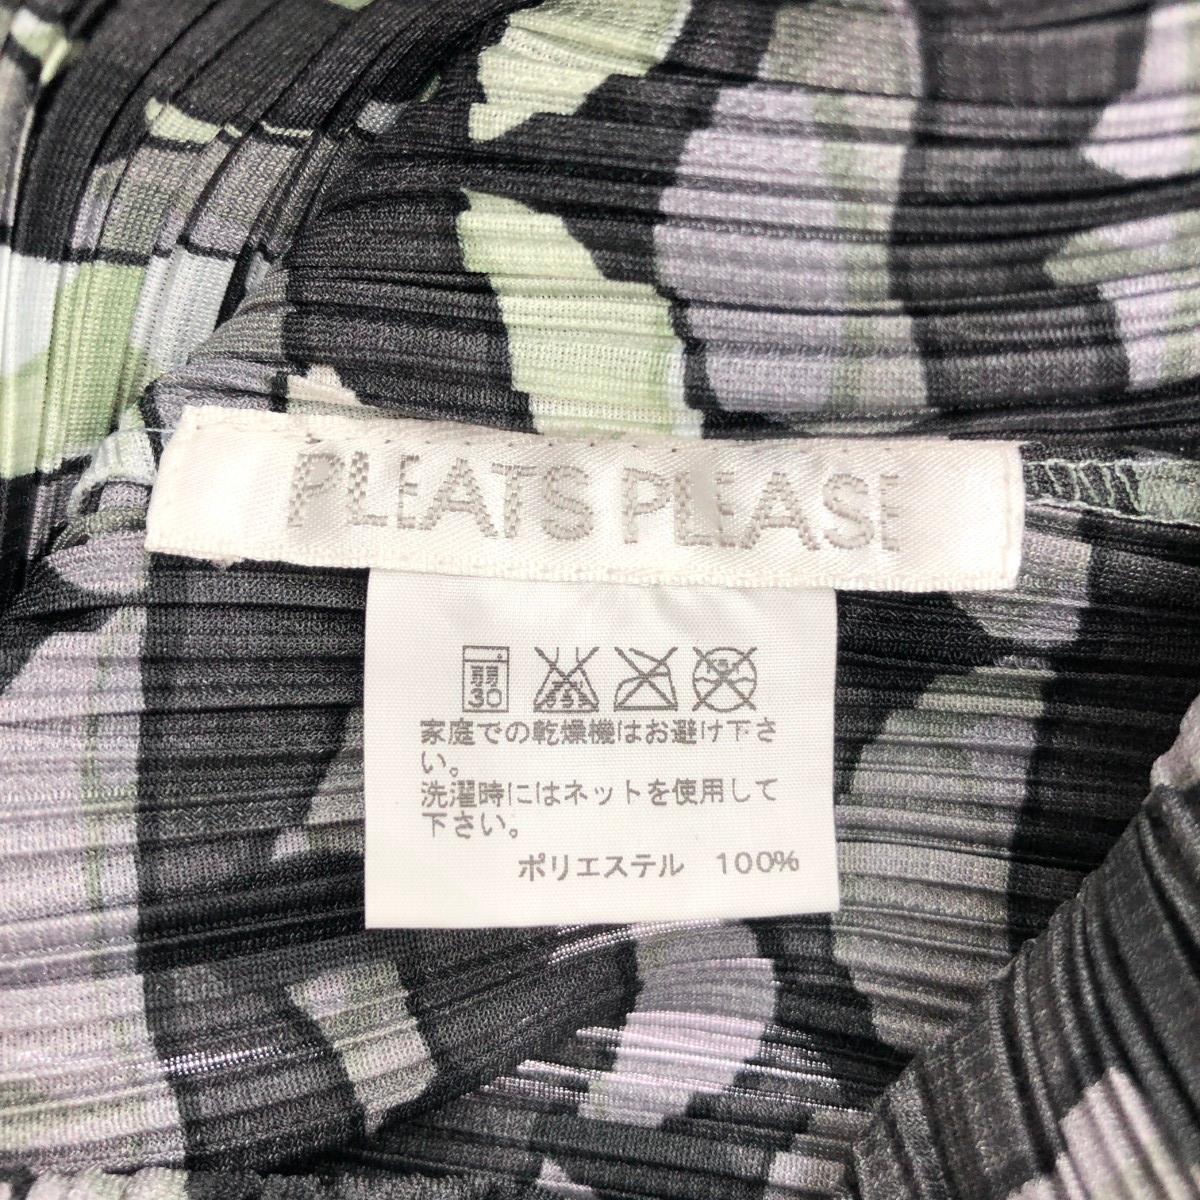 PLEATS PLEASE
弱
30
家庭での乾燥機はお避け下さ
い。
洗濯時にはネットを使用して
下さい。
ポリエステル 100%